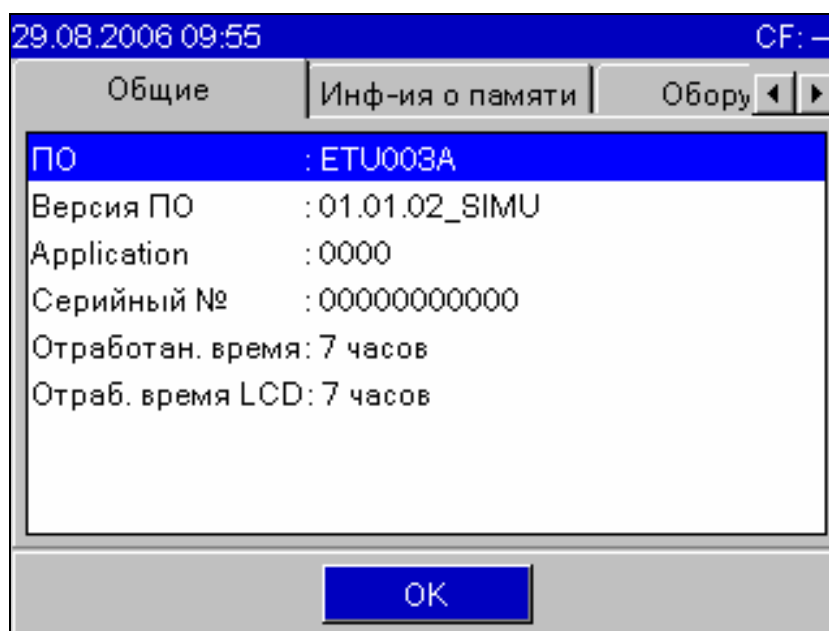 29.08.2006 09:55 CF: –
Общие Инф-ия о памяти Обору
ПО : ETU003A
Версия ПО : 01.01.02_SIMU
Application : 0000
Серийный № : 00000000000
Отработан. время : 7 часов
Отраб. время LCD : 7 часов
OK